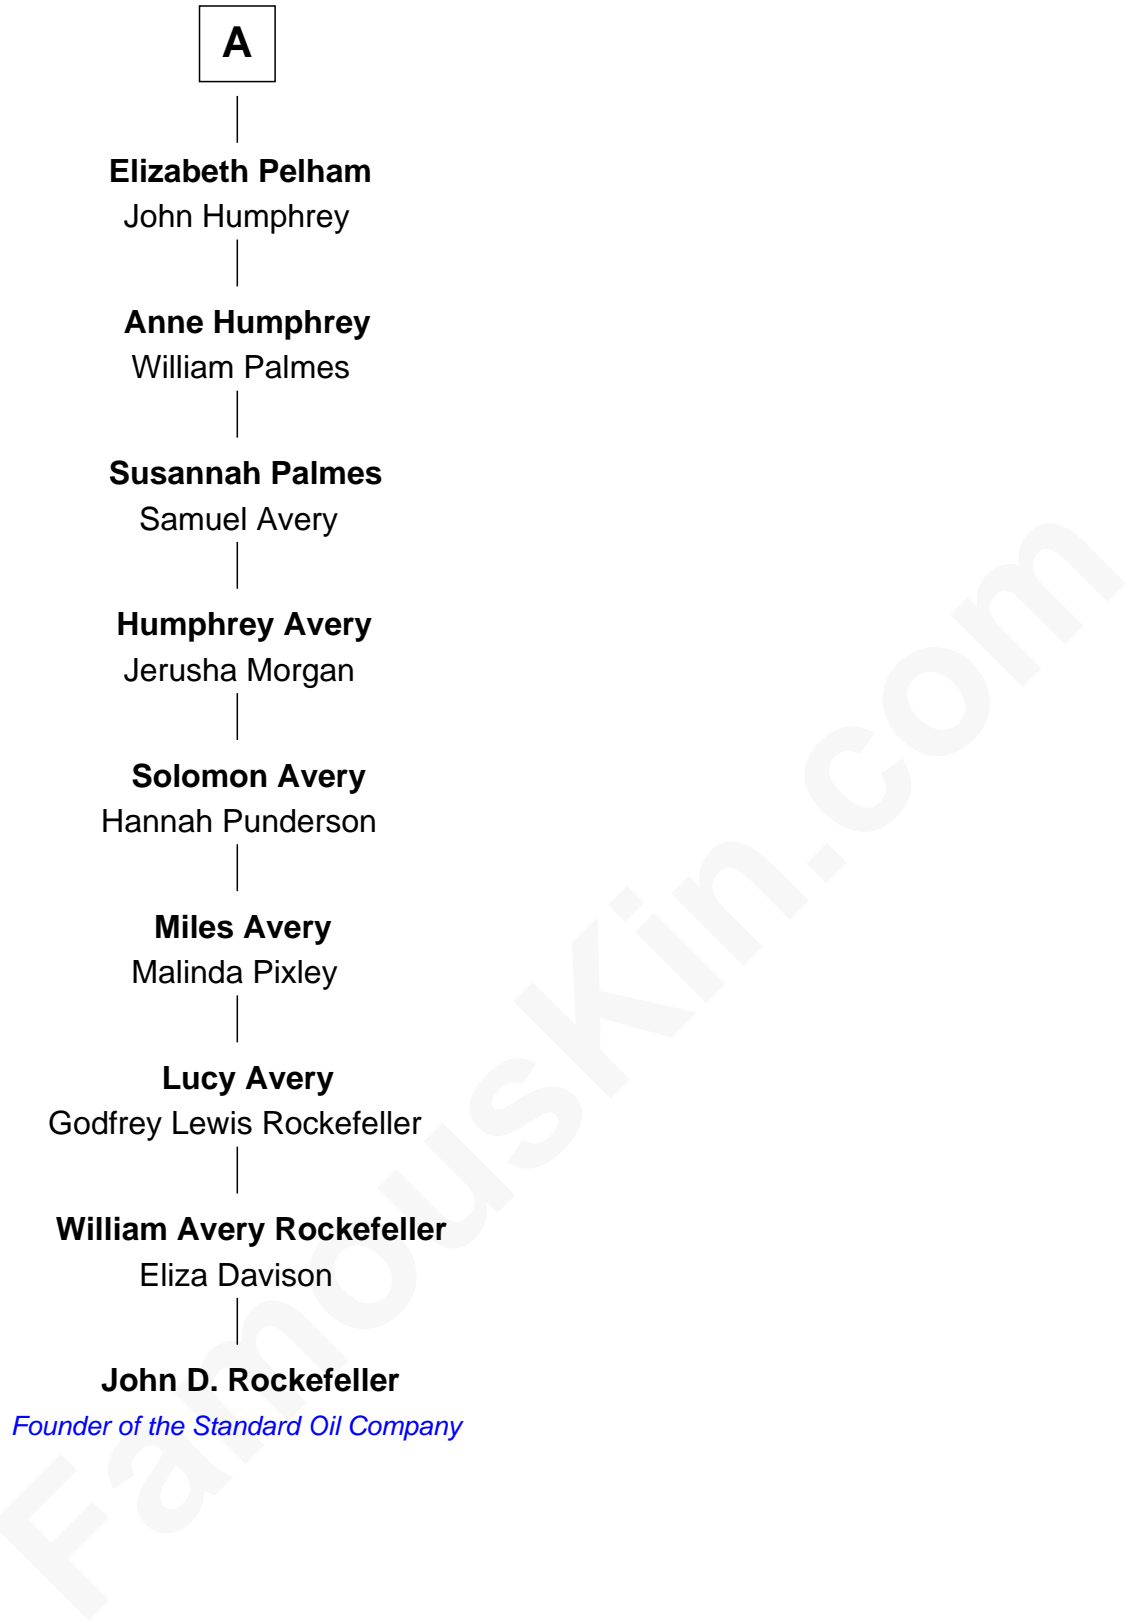 A
Elizabeth Pelham
John Humphrey
Anne Humphrey
William Palmes
Susannah Palmes
Samuel Avery
Humphrey Avery
Jerusha Morgan
Solomon Avery
Hannah Punderson
Miles Avery
Malinda Pixley
Lucy Avery
Godfrey Lewis Rockefeller
William Avery Rockefeller
Eliza Davison
John D. Rockefeller
Founder of the Standard Oil Company
FamousKin.com